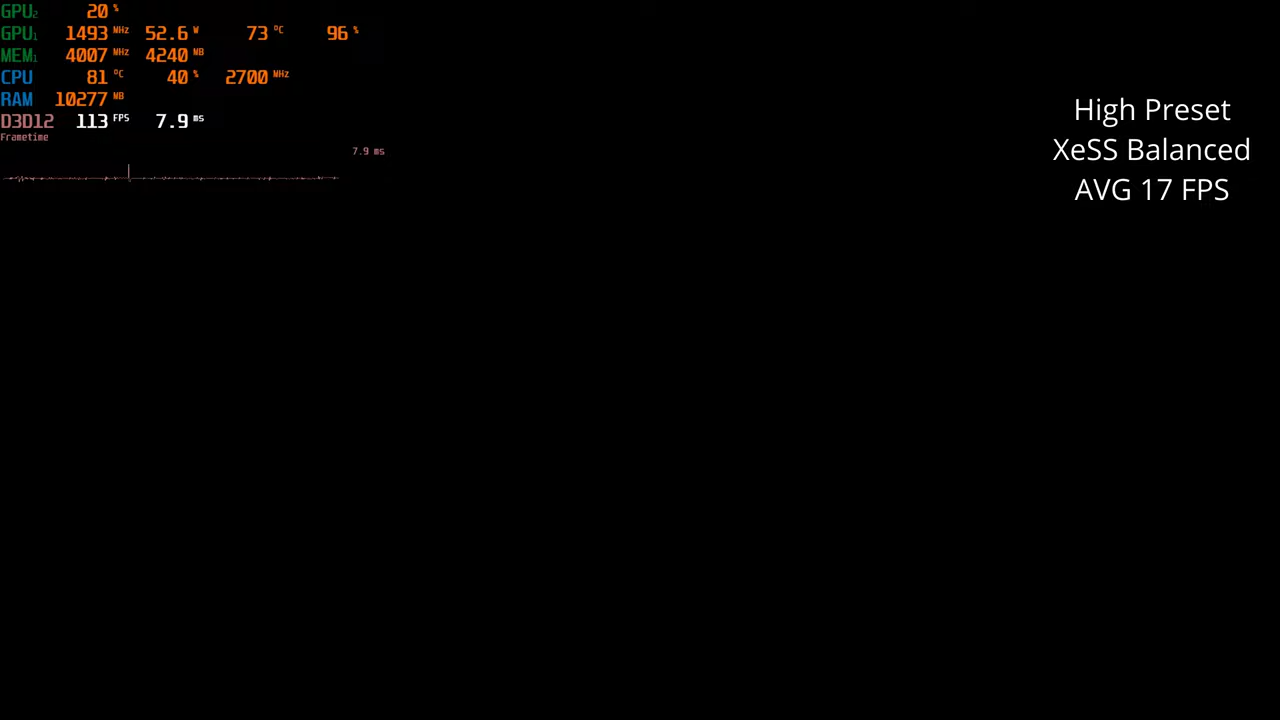 GPU₂ 20 %
GPU₁ 1493 MHz 52.6 W 73 °C 96 %
MEM₁ 4007 MHz 4240 MB
CPU 81 °C 40 % 2700 MHz
RAM 10277 MB
D3D12 113 FPS 7.9 ms
Frametime
7.9 ms
High Preset
XeSS Balanced
AVG 17 FPS